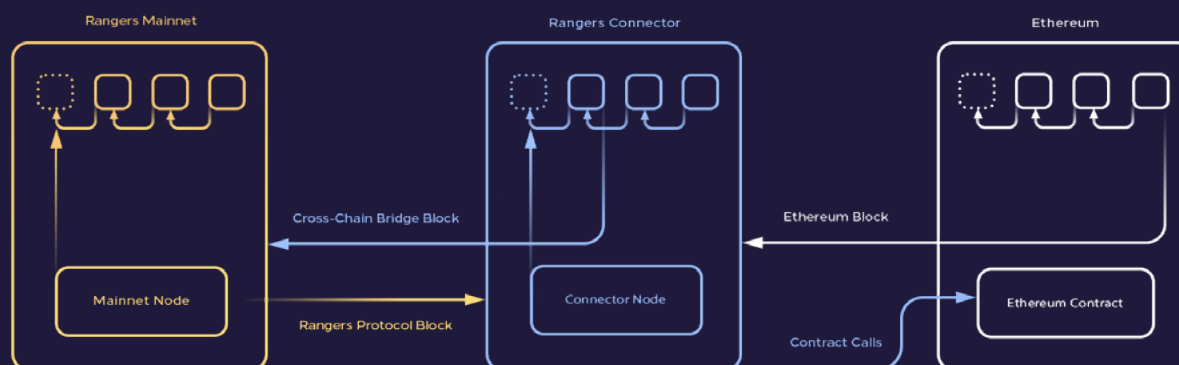 Rangers Mainnet
Rangers Connector
Ethereum
Cross-Chain Bridge Block
Ethereum Block
Mainnet Node
Connector Node
Ethereum Contract
Rangers Protocol Block
Contract Calls